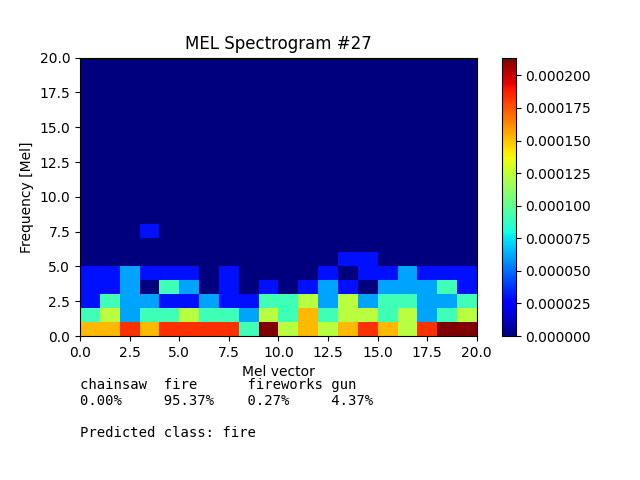 MEL Spectrogram #27
Frequency [Mel]
20.0
17.5
15.0
12.5
10.0
7.5
5.0
2.5
0.0
0.0 2.5 5.0 7.5 10.0 12.5 15.0 17.5 20.0
Mel vector
0.000200
0.000175
0.000150
0.000125
0.000100
0.000075
0.000050
0.000025
0.000000
chainsaw fire fireworks gun
0.00% 95.37% 0.27% 4.37%
Predicted class: fire